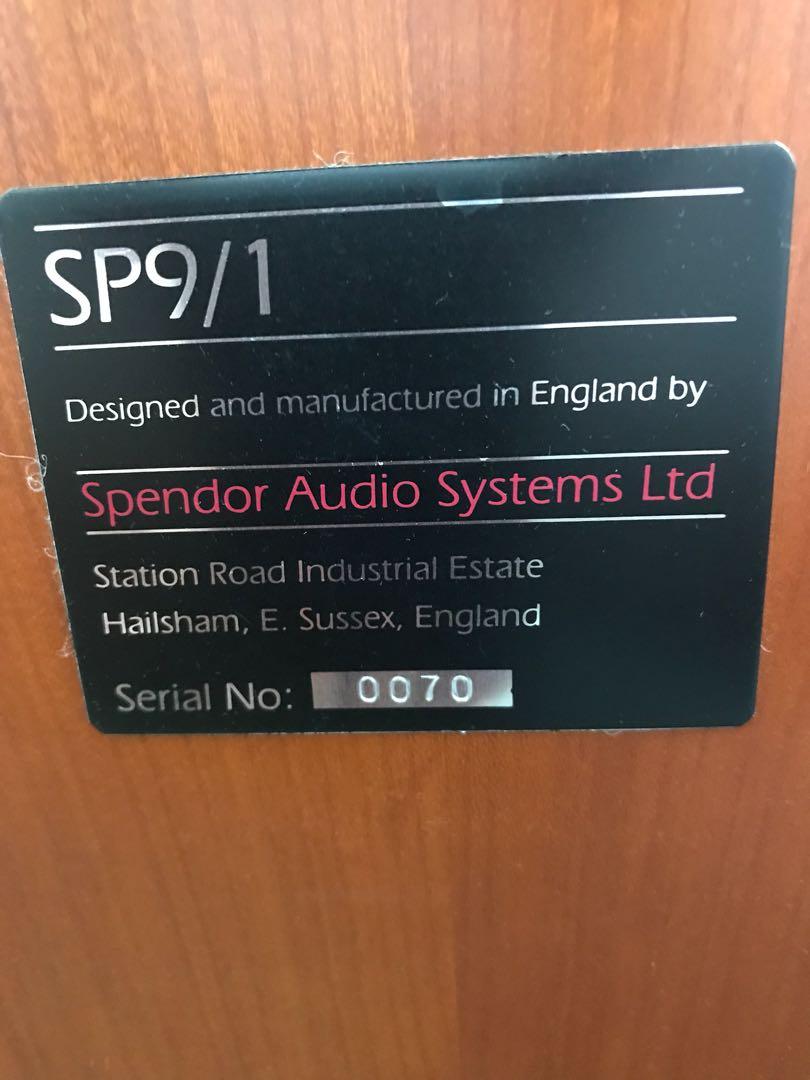 SP9/1
Designed and manufactured in England by
Spendor Audio Systems Ltd
Station Road Industrial Estate
Hailsham, E. Sussex, England
Serial No: 0070